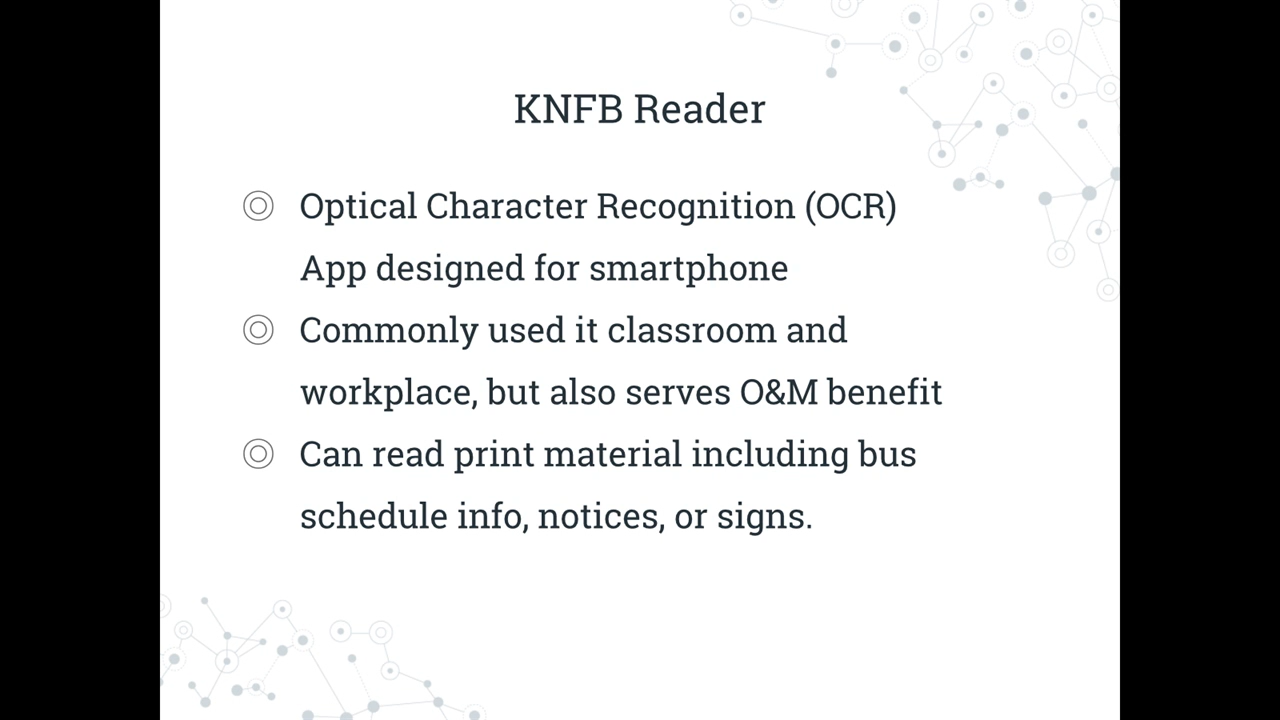 KNFB Reader
Optical Character Recognition (OCR)
App designed for smartphone
Commonly used it classroom and
workplace, but also serves O&M benefit
Can read print material including bus
schedule info, notices, or signs.